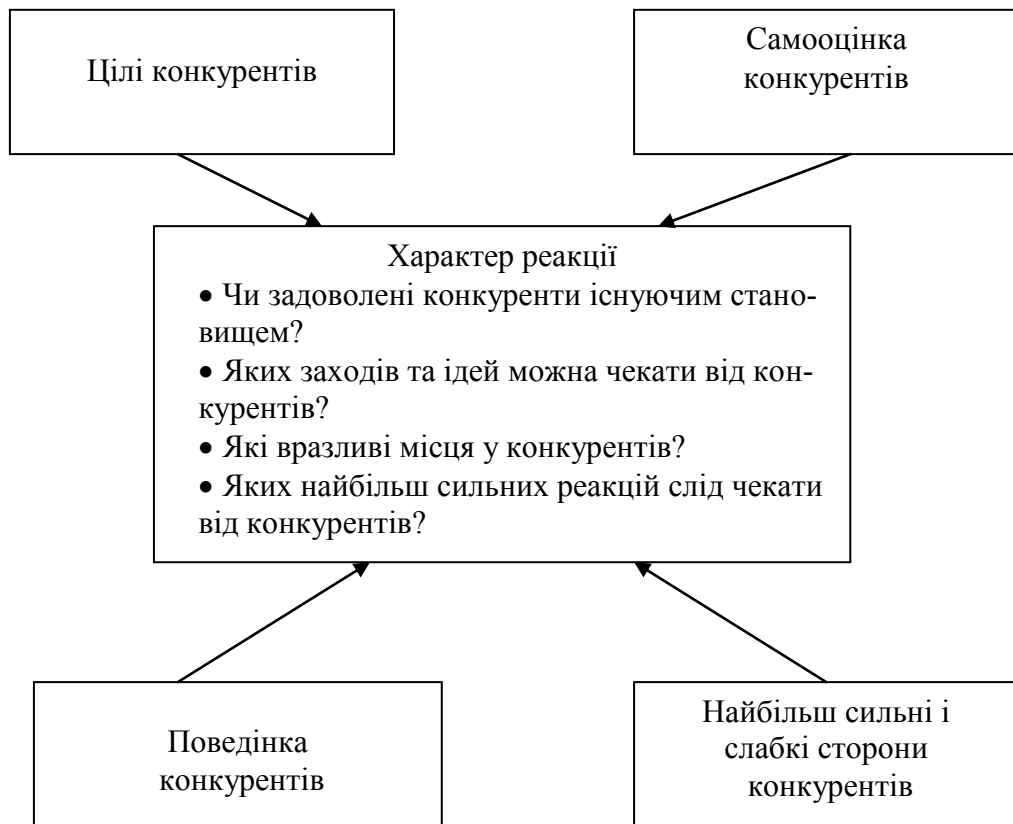 Цілі конкурентів
Самооцінка
конкурентів
Характер реакції
• Чи задоволені конкуренти існуючим стано-
вищем?
• Яких заходів та ідей можна чекати від кон-
курентів?
• Які вразливі місця у конкурентів?
• Яких найбільш сильних реакцій слід чекати
від конкурентів?
Поведінка
конкурентів
Найбільш сильні і
слабкі сторони
конкурентів